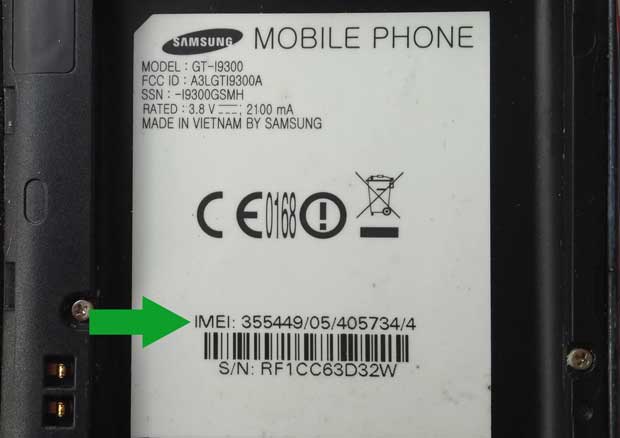 SAMSUNG MOBILE PHONE
MODEL : GT-I9300
FCC ID : A3LGTI9300A
SSN : -I9300GSMH
RATED : 3.8 V⎓; 2100 mA
MADE IN VIETNAM BY SAMSUNG
CE0168
IMEI: 355449/05/405734/4
S/N: RF1CC63D32W